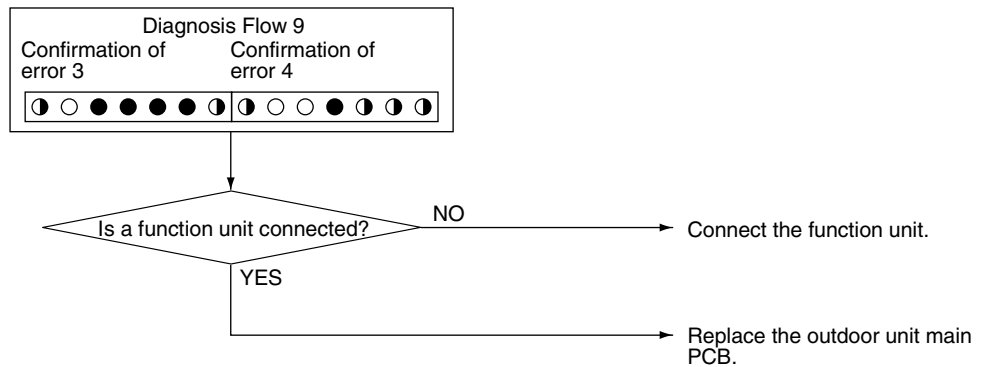 Diagnosis Flow 9
Confirmation of error 3
Confirmation of error 4
Is a function unit connected?
NO
Connect the function unit.
YES
Replace the outdoor unit main
PCB.